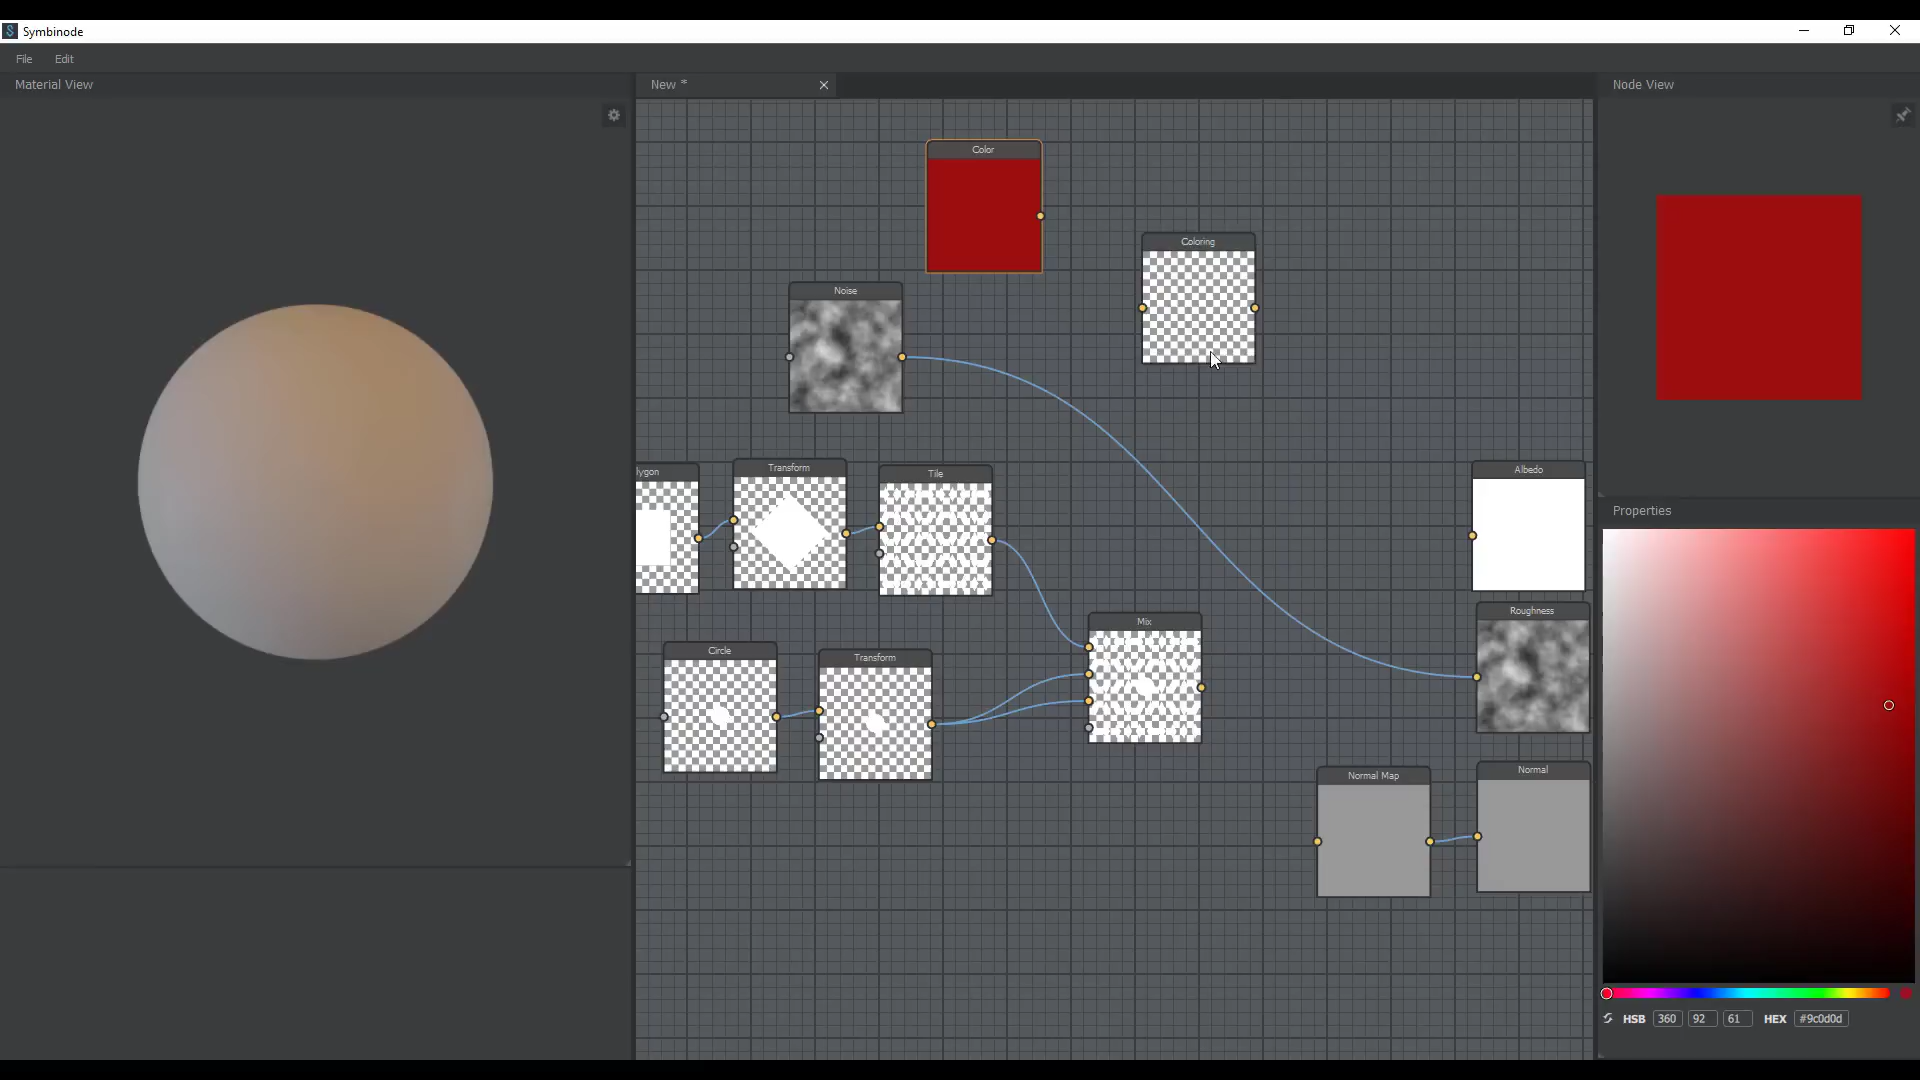 Symbinode
File Edit
Material View
New *
Node View
Color
Coloring
Noise
lygon
Transform
Tile
Albedo
Properties
Roughness
Mix
Circle
Transform
Normal Map
Normal
HSB 360 92 61 HEX #9c0d0d